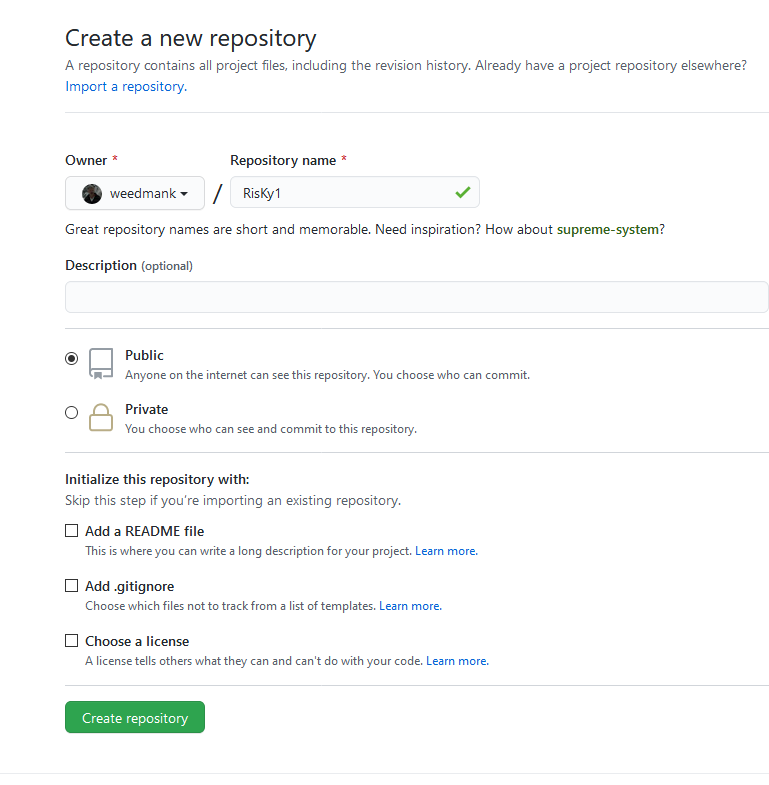 Create a new repository
A repository contains all project files, including the revision history. Already have a project repository elsewhere?
Import a repository.
Owner * Repository name *
weedmank / RisKy1
Great repository names are short and memorable. Need inspiration? How about supreme-system?
Description (optional)
Public
Anyone on the internet can see this repository. You choose who can commit.
Private
You choose who can see and commit to this repository.
Initialize this repository with:
Skip this step if you're importing an existing repository.
Add a README file
This is where you can write a long description for your project. Learn more.
Add .gitignore
Choose which files not to track from a list of templates. Learn more.
Choose a license
A license tells others what they can and can't do with your code. Learn more.
Create repository